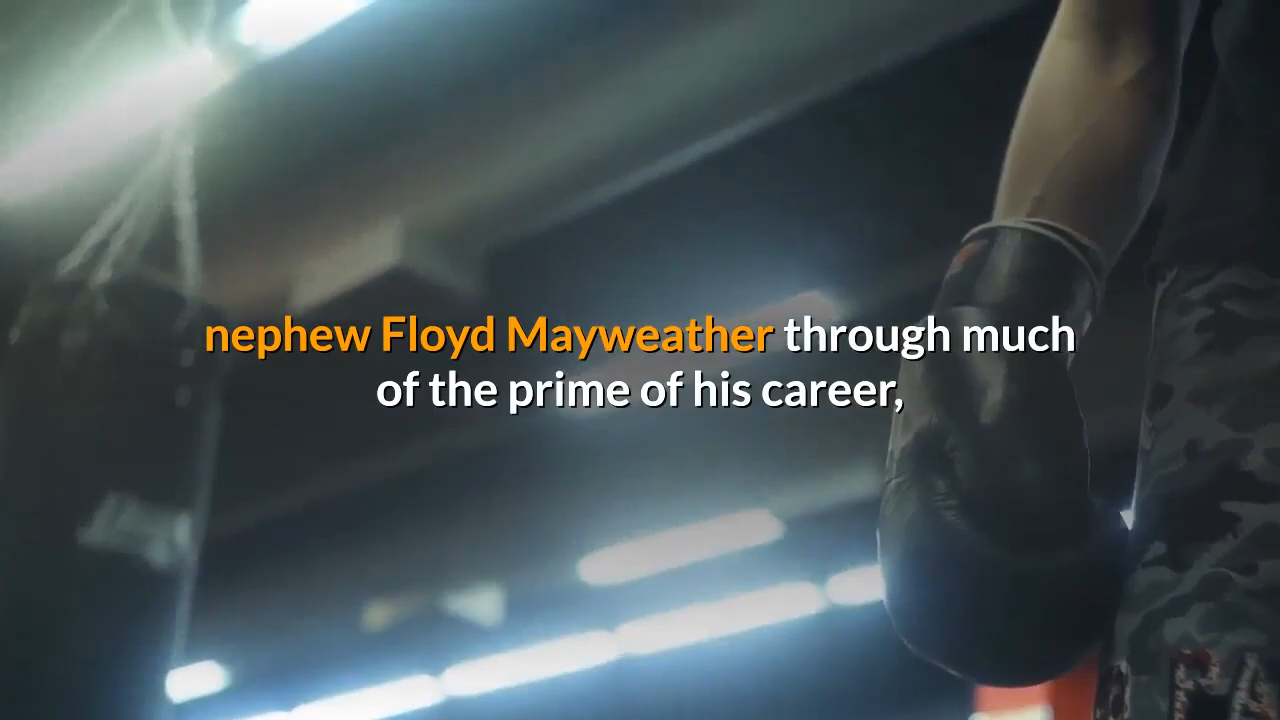 nephew Floyd Mayweather through much
of the prime of his career,